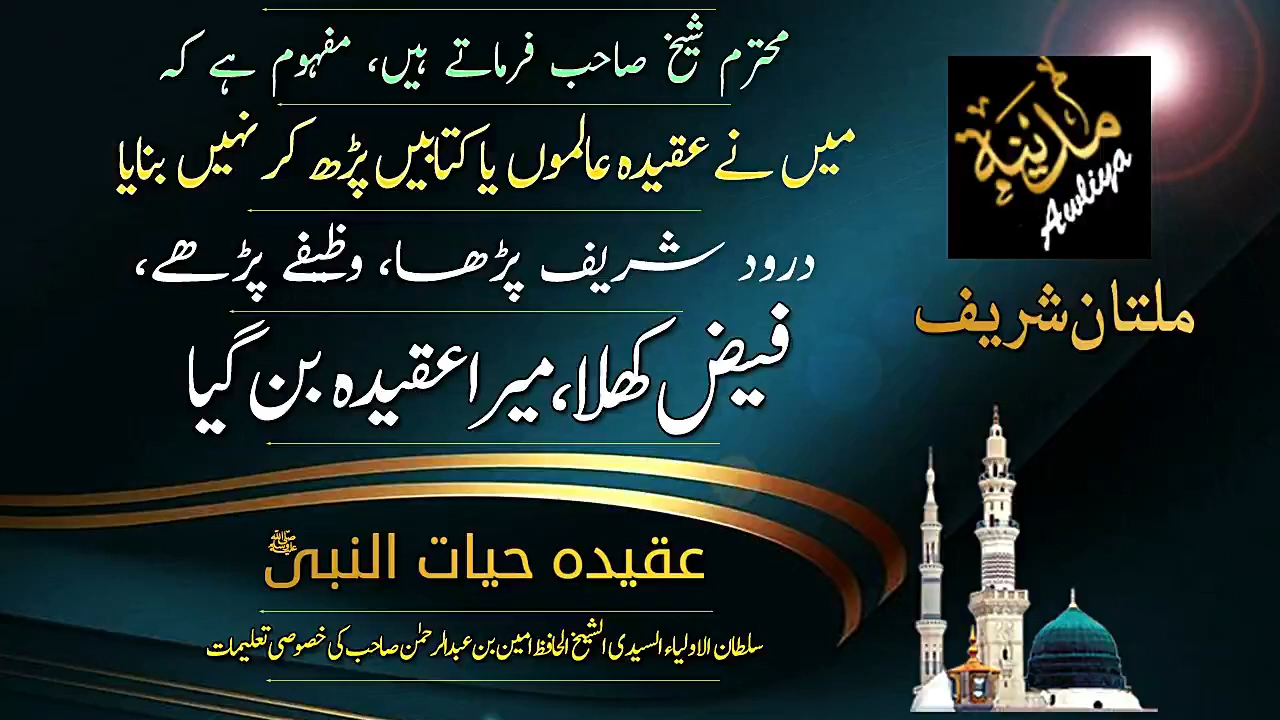 محترم شیخ صاحب فرماتے ہیں، مفہوم ہے کہ
میں نے عقیدہ عالموں یا کتابیں پڑھ کر نہیں بنایا
درود شریف پڑھا، وظیفے پڑھے،
فیض کھلا، میرا عقیدہ بن گیا
عقیدہ حیات النبی ﷺ
سلطان الاولیاء السیدی الشیخ الحافظ امین بن عبدالرحمٰن صاحب کی خصوصی تعلیمات
مدینہ
Awliya
ملتان شریف